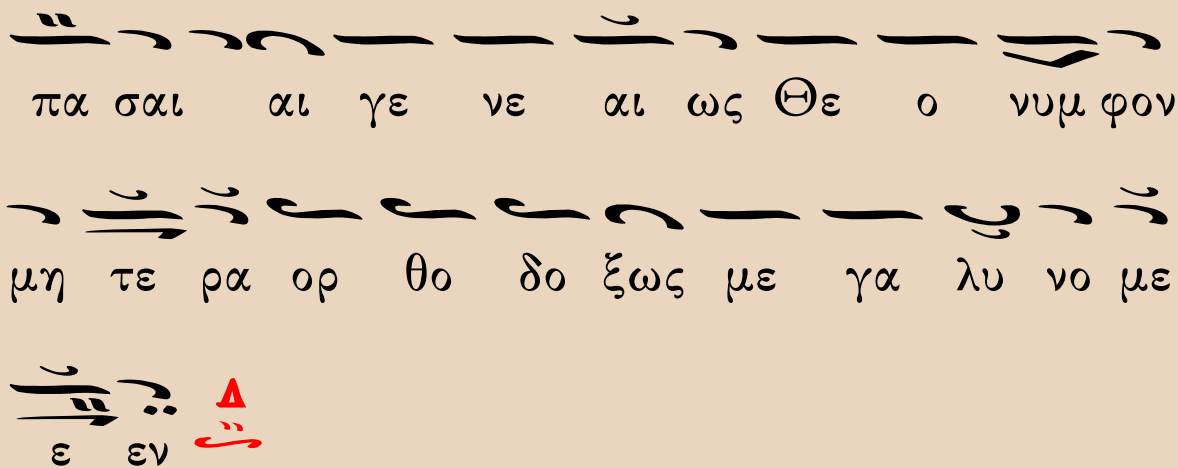 πα σαι αι γε νε αι ως Θε ο νυμ φον
μη τε ρα ορ θο δο ξως με γα λυ νο με
ε εν Δ